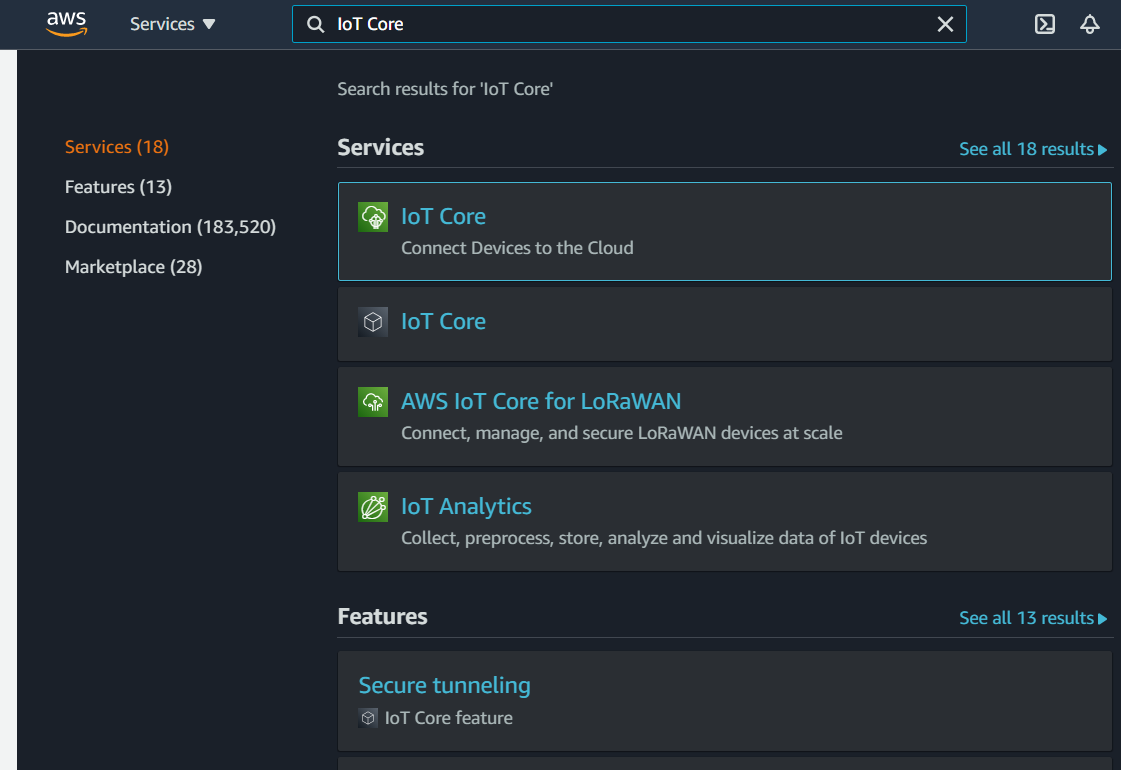 aws
Services
IoT Core
Search results for 'IoT Core'
Services (18)
Features (13)
Documentation (183,520)
Marketplace (28)
Services
See all 18 results
IoT Core
Connect Devices to the Cloud
IoT Core
AWS IoT Core for LoRaWAN
Connect, manage, and secure LoRaWAN devices at scale
IoT Analytics
Collect, preprocess, store, analyze and visualize data of IoT devices
Features
See all 13 results
Secure tunneling
IoT Core feature